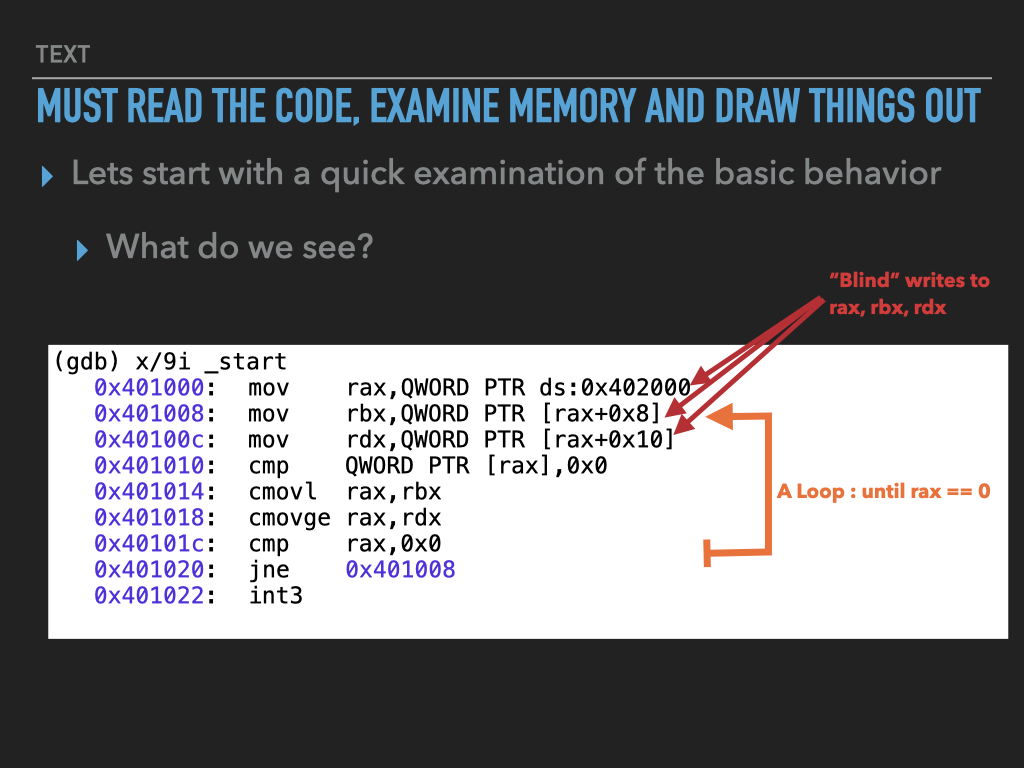 TEXT
MUST READ THE CODE, EXAMINE MEMORY AND DRAW THINGS OUT
Lets start with a quick examination of the basic behavior
What do we see?
“Blind” writes to
rax, rbx, rdx
(gdb) x/9i _start
0x401000: mov rax,QWORD PTR ds:0x402000
0x401008: mov rbx,QWORD PTR [rax+0x8]
0x40100c: mov rdx,QWORD PTR [rax+0x10]
0x401010: cmp QWORD PTR [rax],0x0
0x401014: cmovl rax,rbx
0x401018: cmovge rax,rdx
0x40101c: cmp rax,0x0
0x401020: jne 0x401008
0x401022: int3
A Loop : until rax == 0